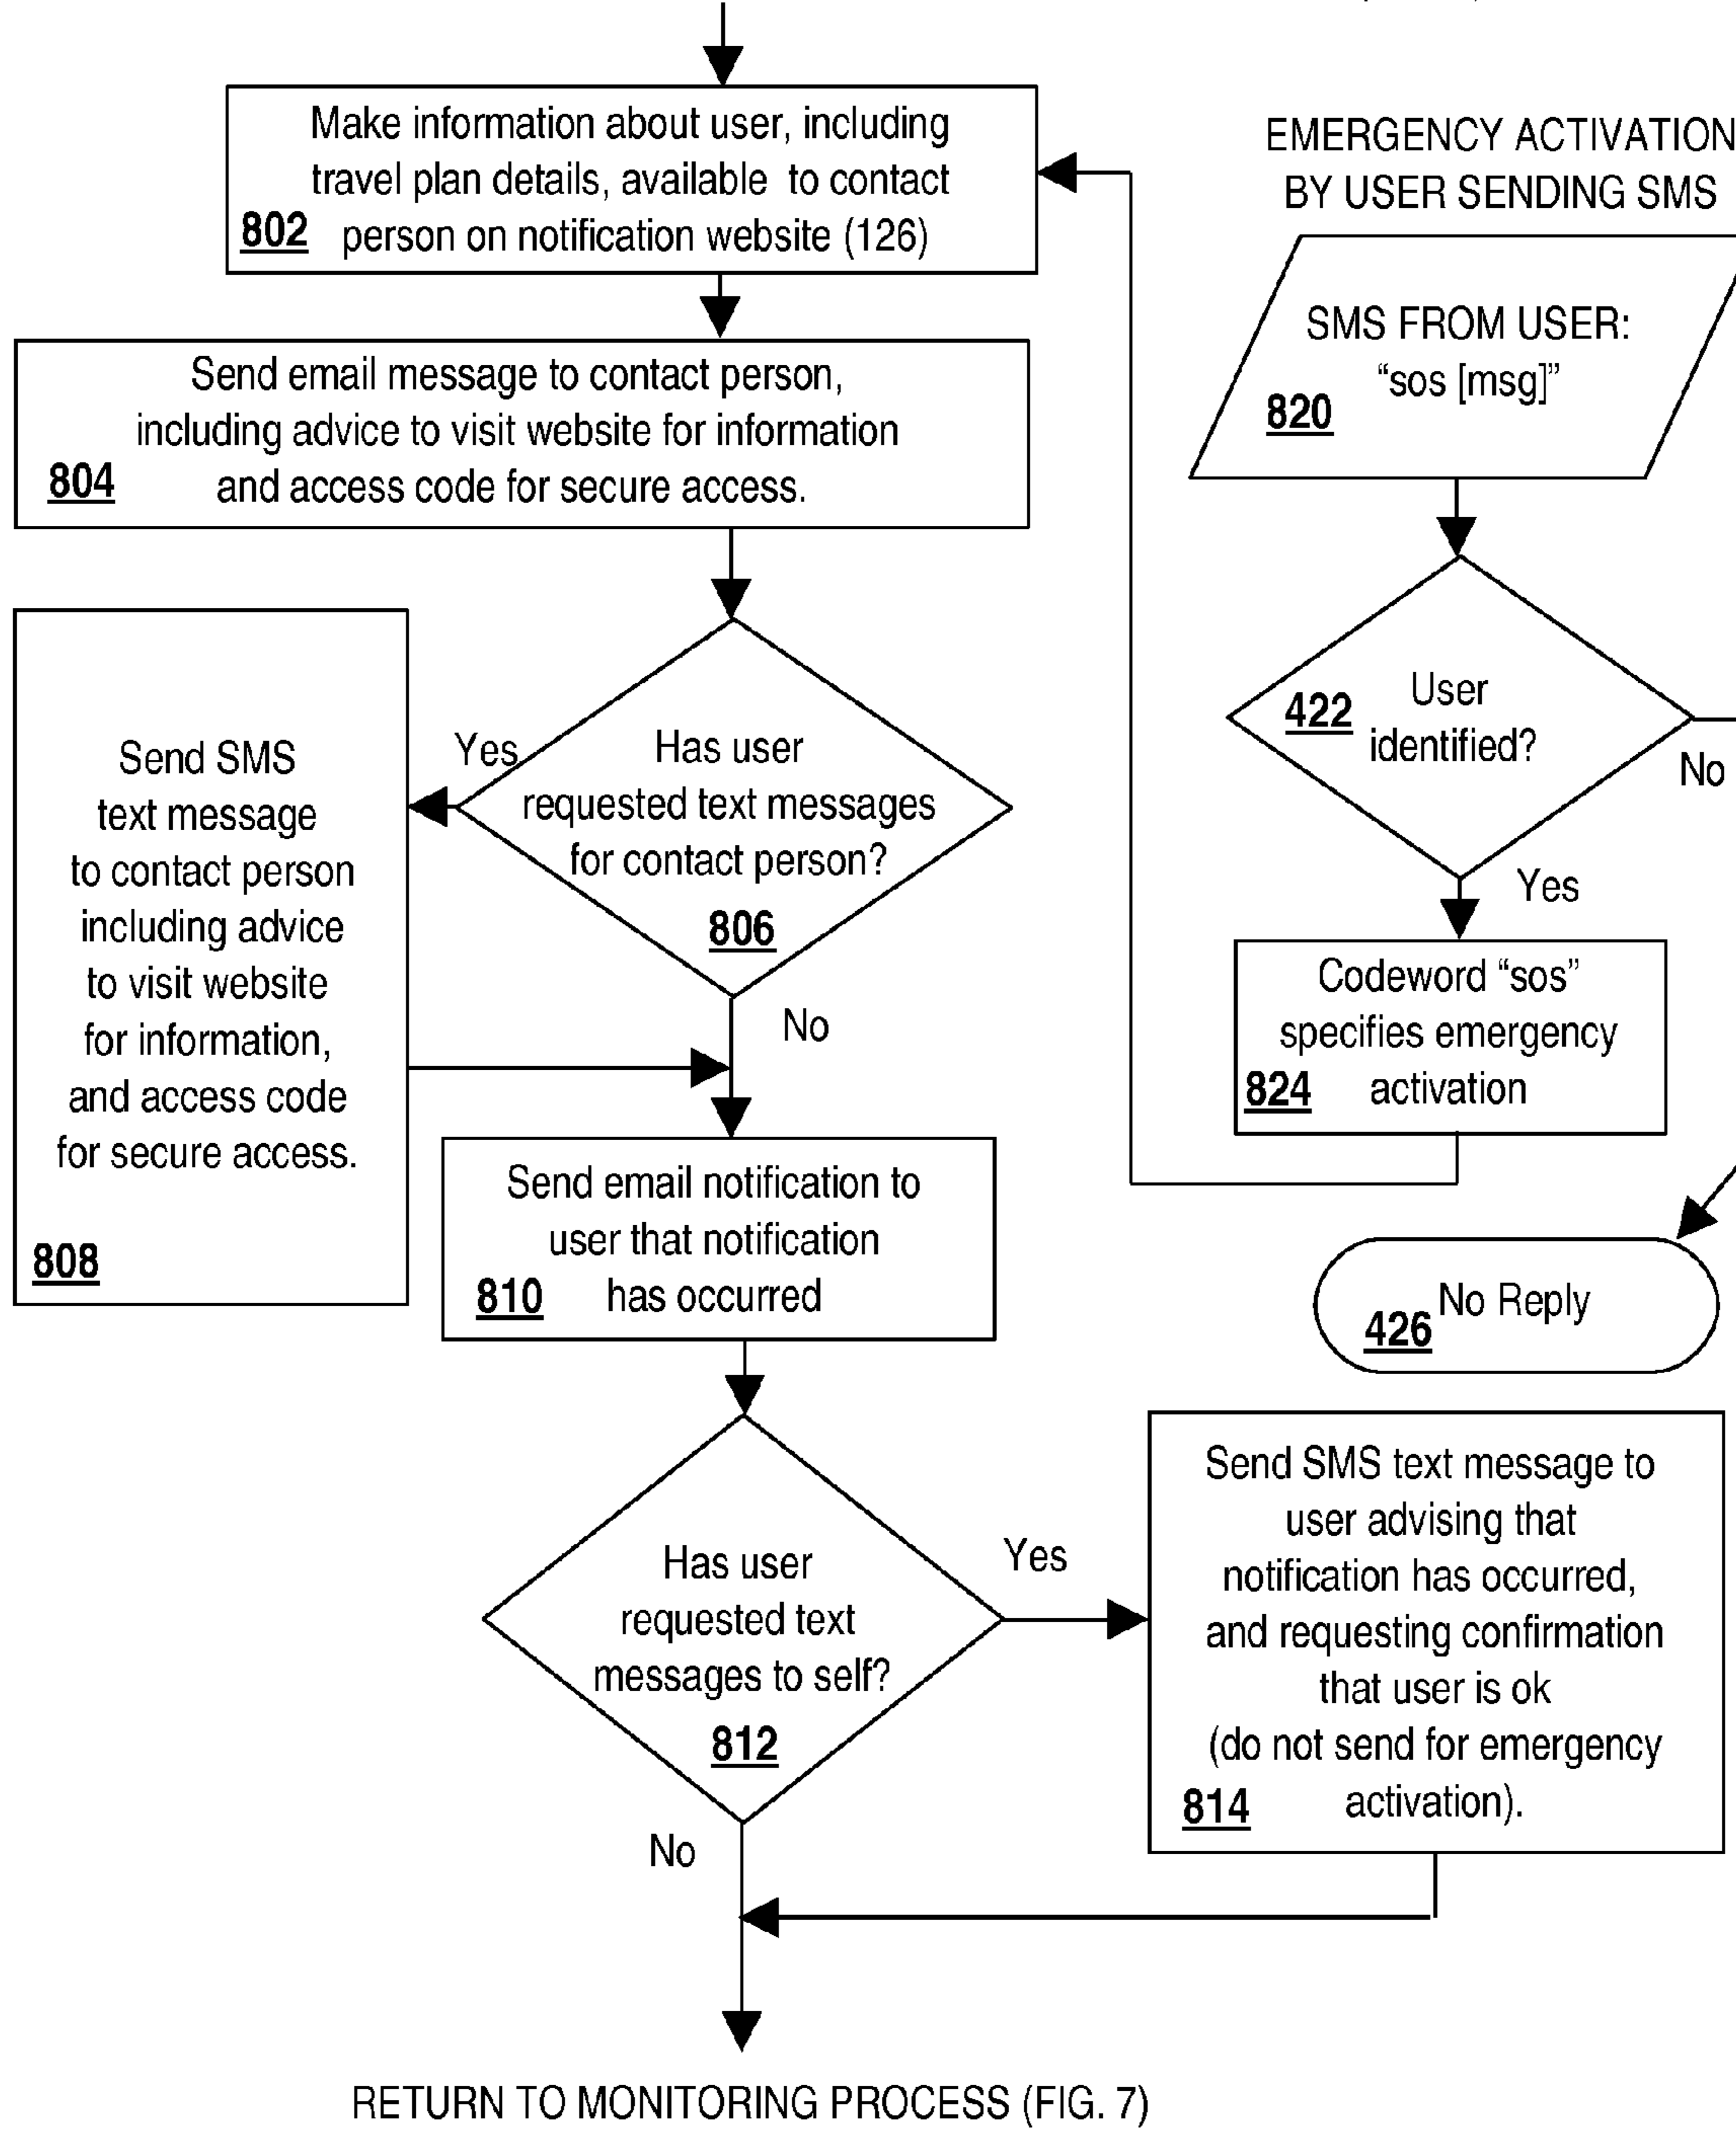 Make information about user, including
travel plan details, available to contact
802 person on notification website (126)
Send email message to contact person,
including advice to visit website for information
804 and access code for secure access.
Has user
requested text messages
for contact person?
806
Yes
No
Send SMS
text message
to contact person
including advice
to visit website
for information,
and access code
for secure access.
808
Send email notification to
user that notification
810 has occurred
Has user
requested text
messages to self?
812
Yes
No
Send SMS text message to
user advising that
notification has occurred,
and requesting confirmation
that user is ok
(do not send for emergency
814 activation).
RETURN TO MONITORING PROCESS (FIG. 7)
EMERGENCY ACTIVATION
BY USER SENDING SMS
SMS FROM USER:
“sos [msg]”
820
422 User
identified?
No
Yes
Codeword “sos”
specifies emergency
824 activation
426 No Reply